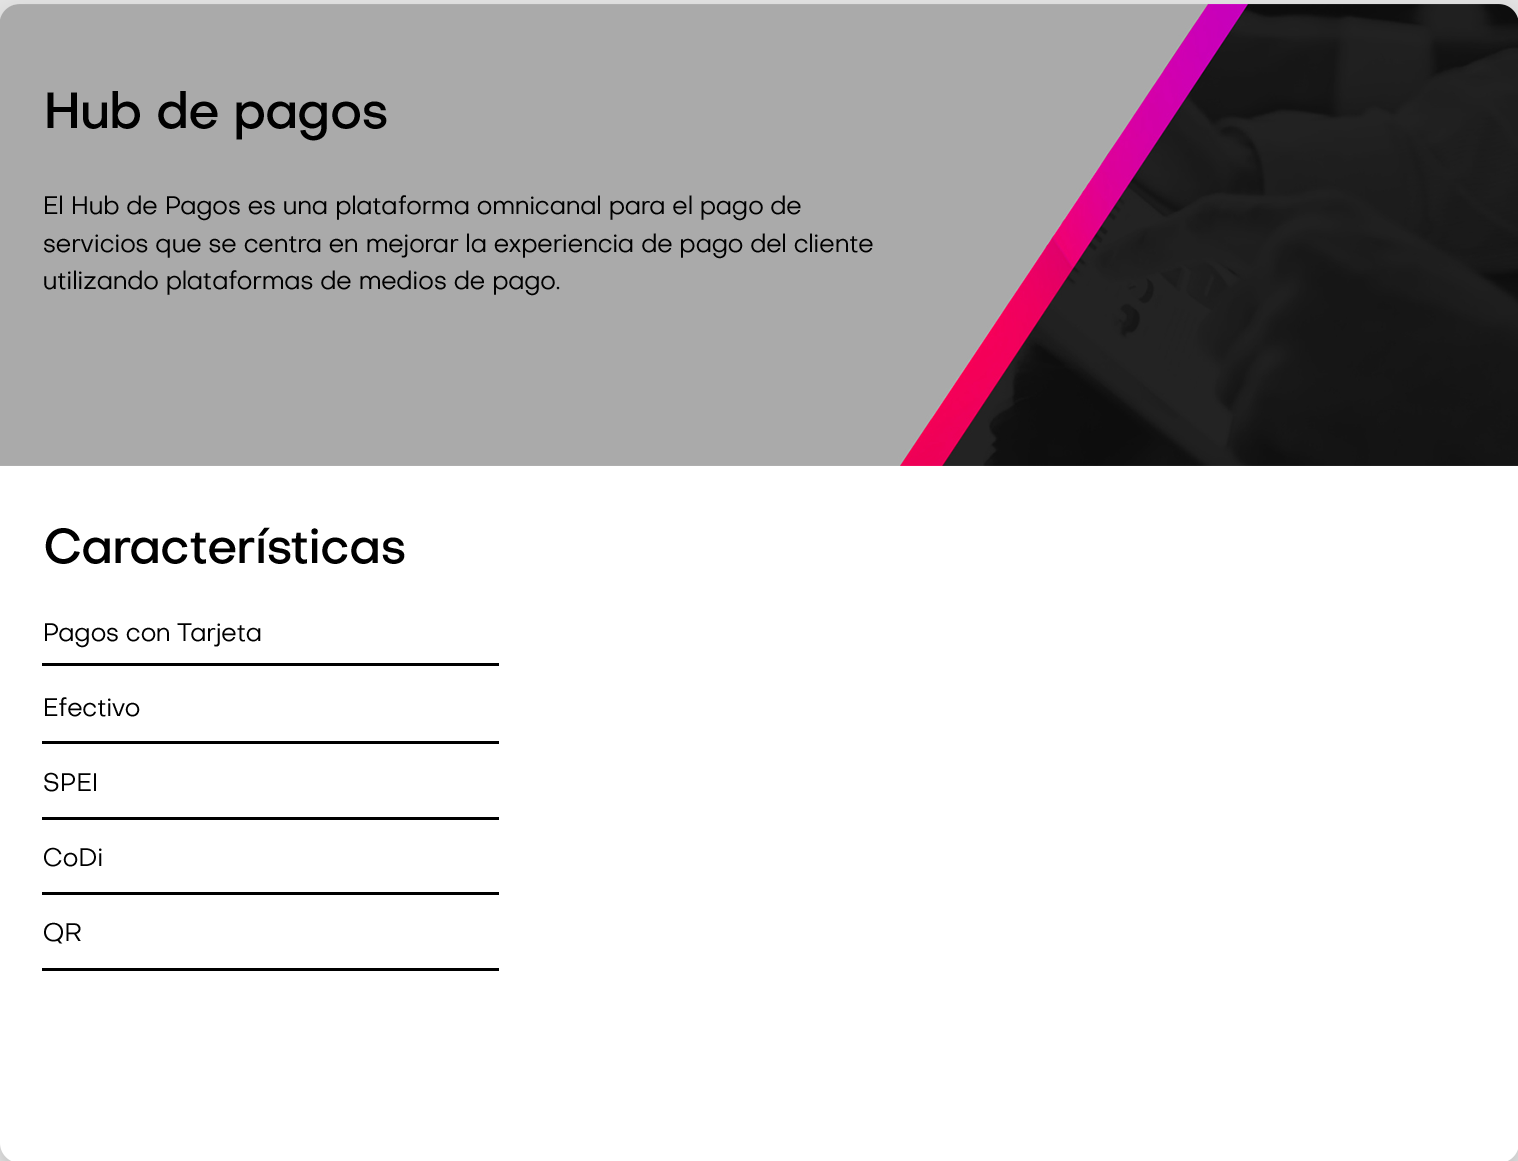 Hub de pagos
El Hub de Pagos es una plataforma omnicanal para el pago de
servicios que se centra en mejorar la experiencia de pago del cliente
utilizando plataformas de medios de pago.
Características
Pagos con Tarjeta
Efectivo
SPEI
CoDi
QR